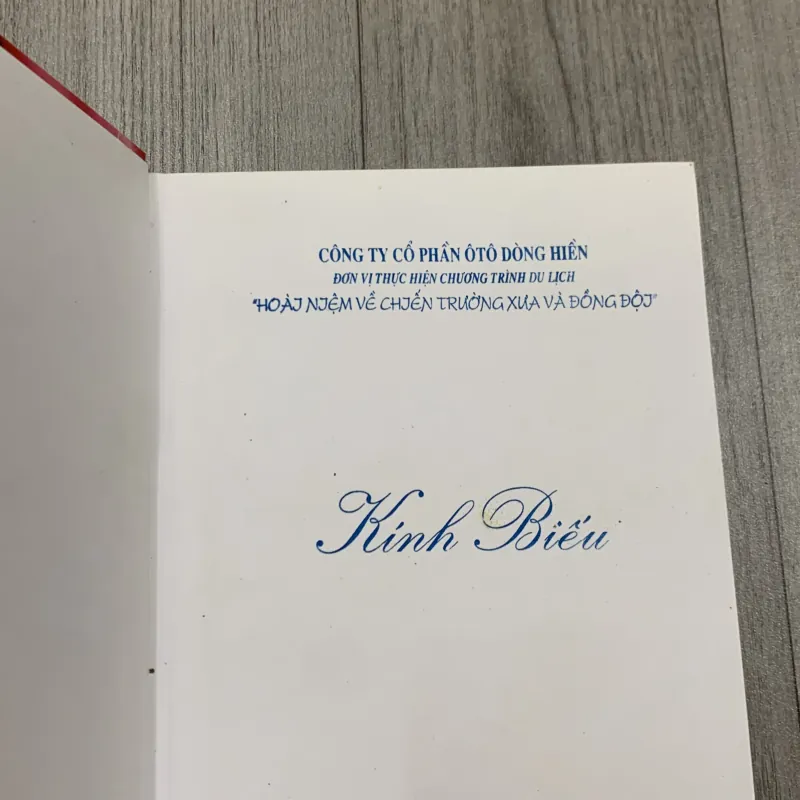 CÔNG TY CỔ PHẦN ÔTÔ DÒNG HIỀN
ĐƠN VỊ THỰC HIỆN CHƯƠNG TRÌNH DU LỊCH
"HOÀI NIỆM VỀ CHIẾN TRƯỜNG XƯA VÀ ĐỒNG ĐỘI"
Kính Biếu